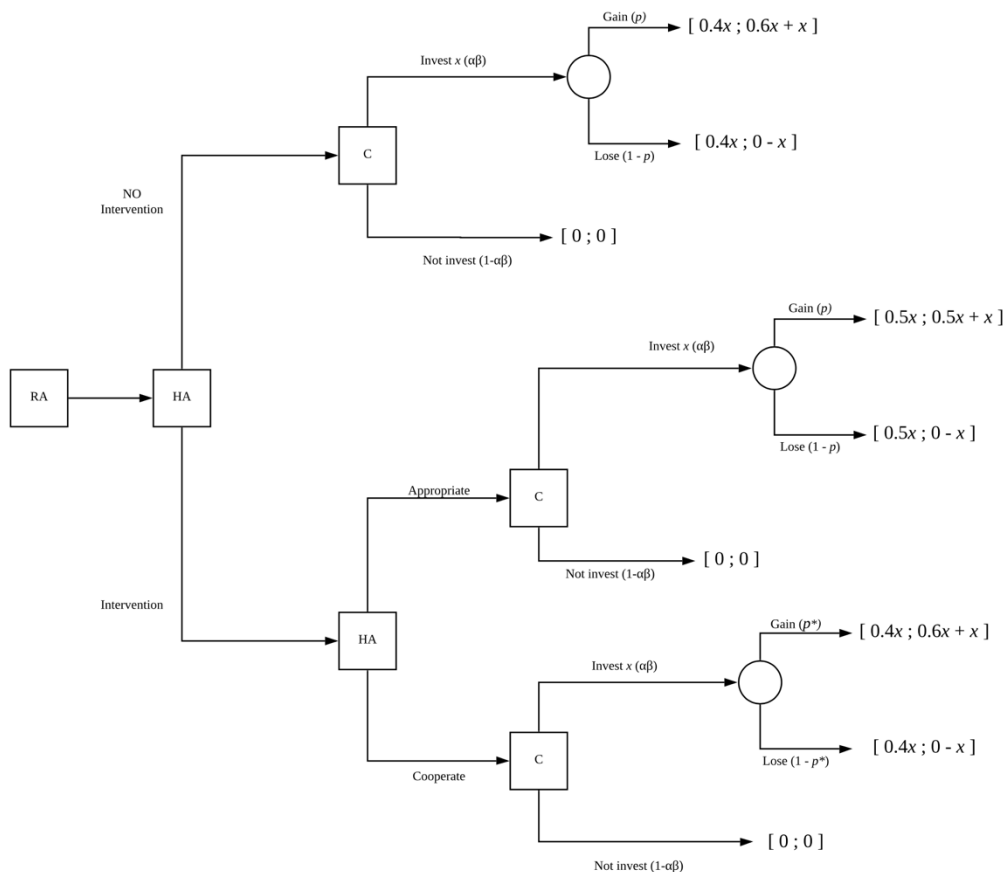 Gain (p)
[ 0.4x ; 0.6x + x ]
Invest x (αβ)
C
Lose (1 - p)
[ 0.4x ; 0 - x ]
NO
Intervention
Not invest (1-αβ)
[ 0 ; 0 ]
Gain (p)
[ 0.5x ; 0.5x + x ]
Invest x (αβ)
RA
HA
Lose (1 - p)
[ 0.5x ; 0 - x ]
Appropriate
C
Not invest (1-αβ)
[ 0 ; 0 ]
Intervention
HA
Gain (p*)
[ 0.4x ; 0.6x + x ]
Invest x (αβ)
Cooperate
C
Lose (1 - p*)
[ 0.4x ; 0 - x ]
Not invest (1-αβ)
[ 0 ; 0 ]